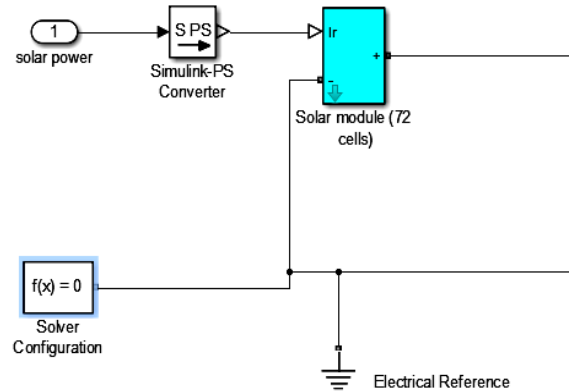 1
solar power
S PS
Simulink-PS
Converter
Ir
+
-
Solar module (72
cells)
f(x) = 0
Solver
Configuration
Electrical Reference